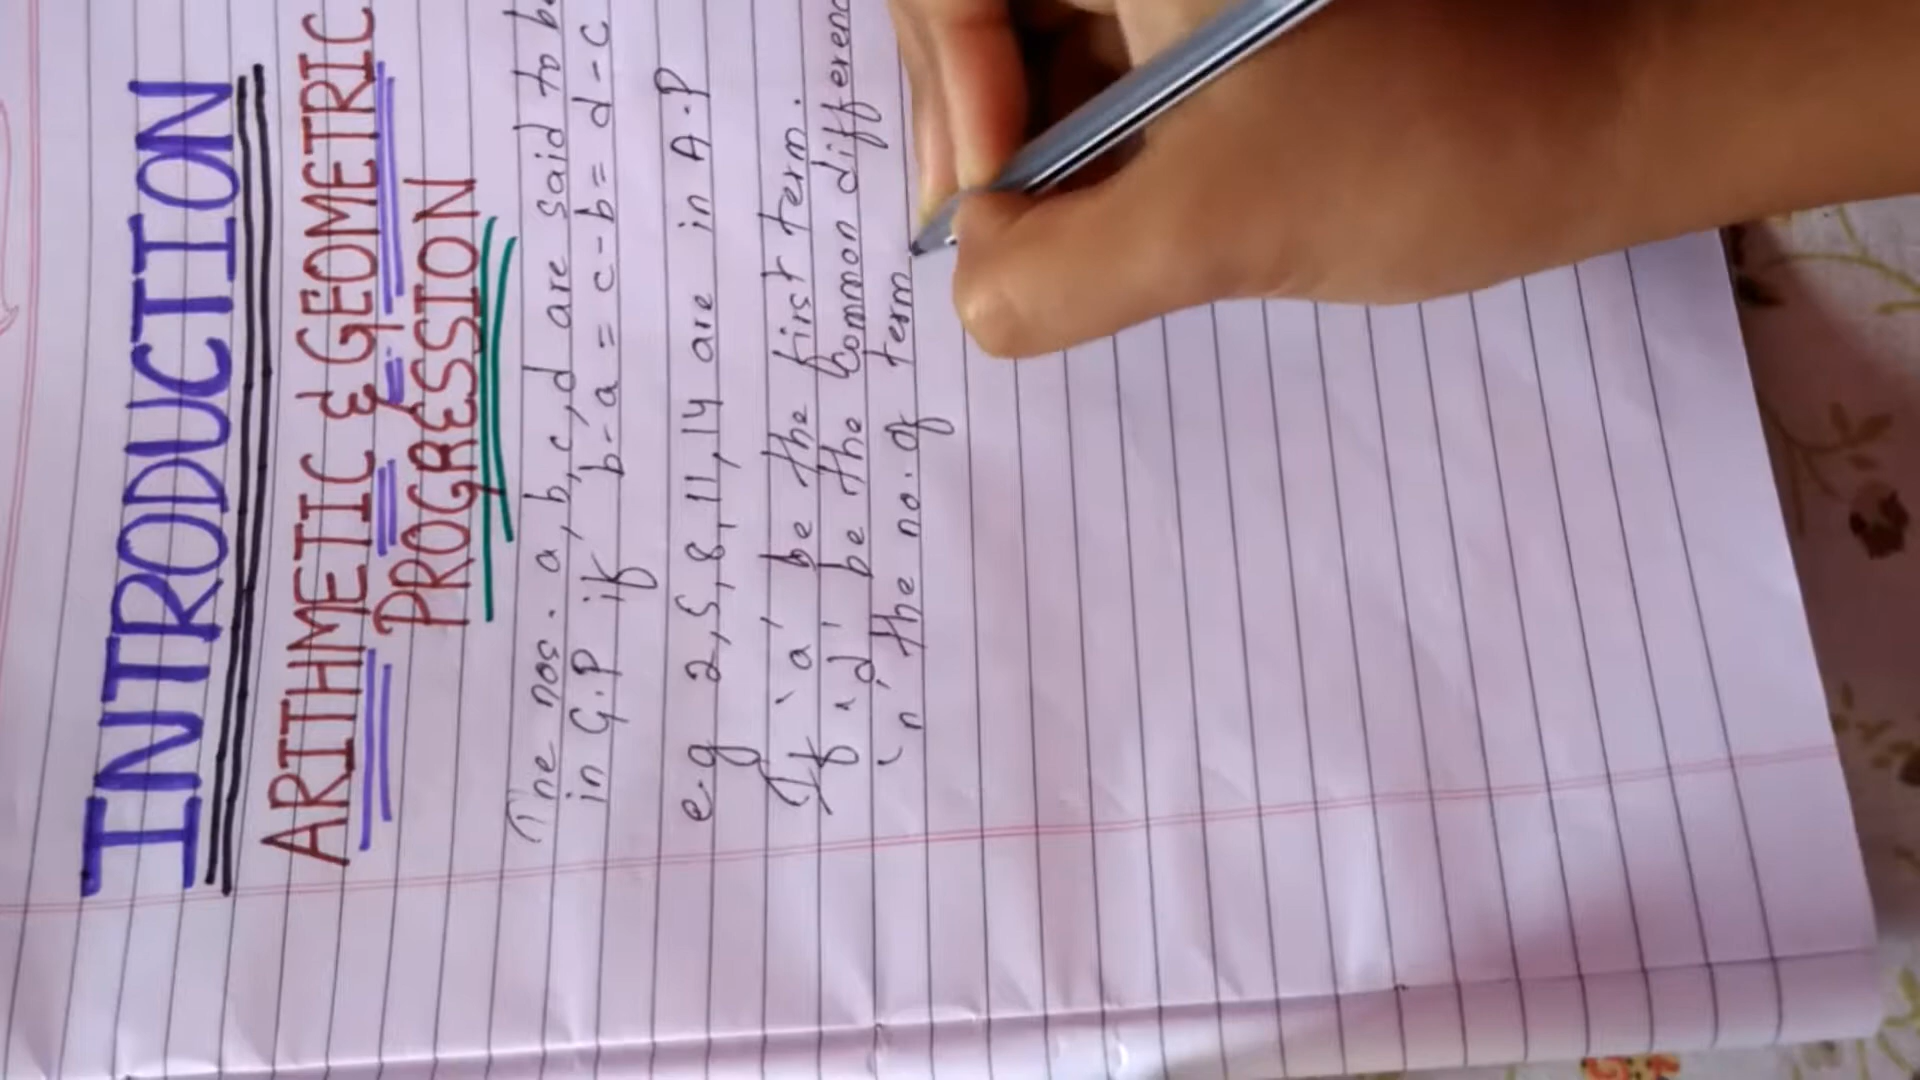 INTRODUCTION
ARITHMETIC & GEOMETRIC
PROGRESSION
The nos. a, b, c, d are said to be
in G.P if b-a = c-b = d-c
e.g 2, 5, 8, 11, 14 are in A.P
If 'a' be the first term.
'd' be the common differenc
'n' the no. of term